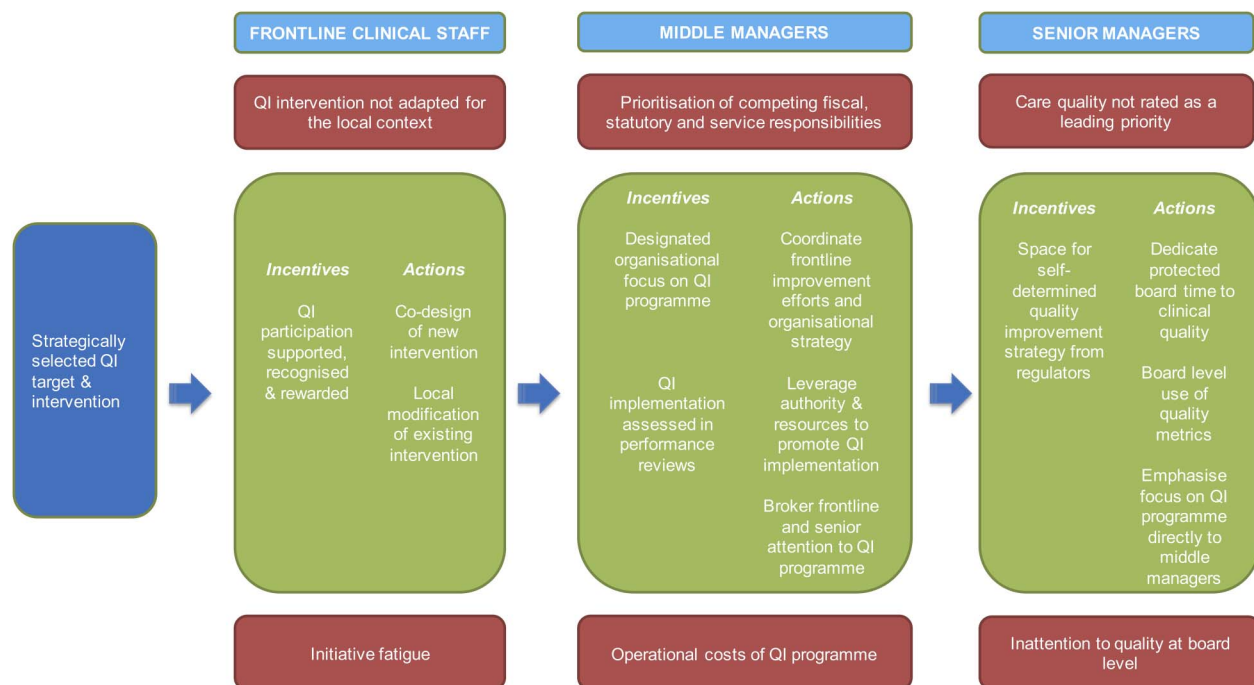 FRONTLINE CLINICAL STAFF
MIDDLE MANAGERS
SENIOR MANAGERS
QI intervention not adapted for
the local context
Prioritisation of competing fiscal,
statutory and service responsibilities
Care quality not rated as a
leading priority
Strategically
selected QI
target &
intervention
Incentives
QI
participation
supported,
recognised
& rewarded
Actions
Co-design
of new
intervention
Local
modification
of existing
intervention
Incentives
Designated
organisational
focus on QI
programme
QI
implementation
assessed in
performance
reviews
Actions
Coordinate
frontline
improvement
efforts and
organisational
strategy
Leverage
authority &
resources to
promote QI
implementation
Broker frontline
and senior
attention to QI
programme
Incentives
Space for
self-
determined
quality
improvement
strategy from
regulators
Actions
Dedicate
protected
board time to
clinical
quality
Board level
use of
quality
metrics
Emphasise
focus on QI
programme
directly to
middle
managers
Initiative fatigue
Operational costs of QI programme
Inattention to quality at board
level